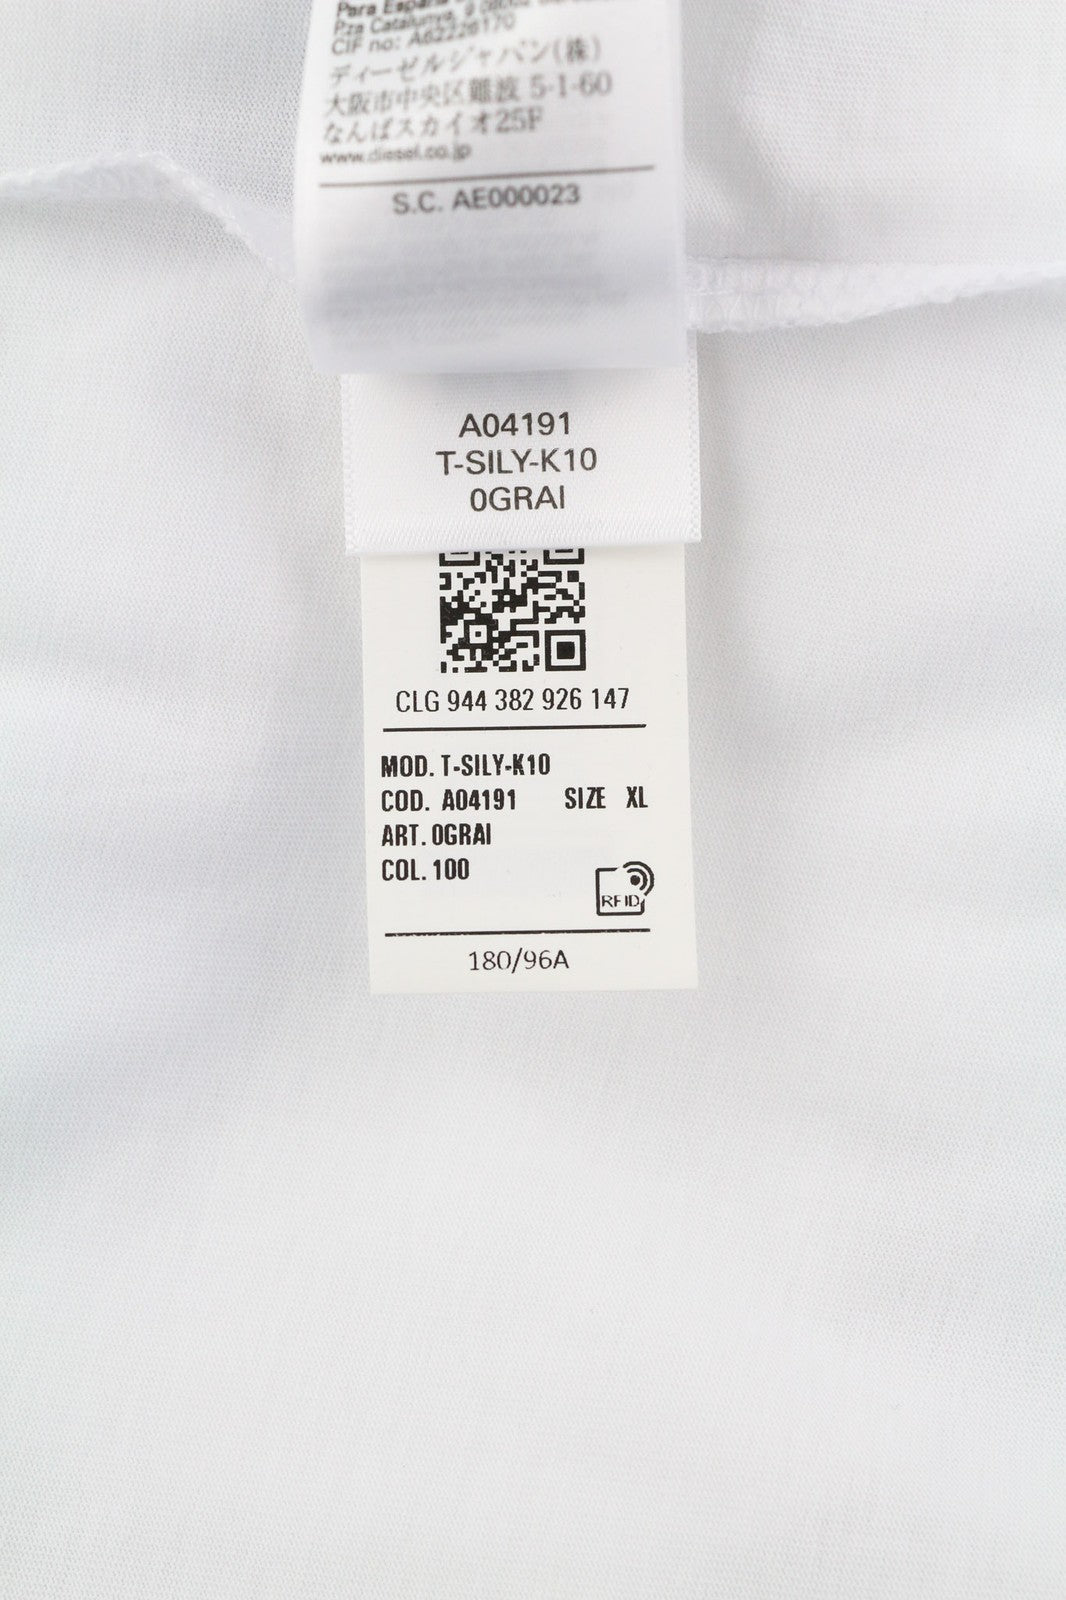 Para España
Pza Catalunya, 9 08002
CIF no: A62226170
ディーゼルジャパン(株)
大阪市中央区難波 5-1-60
なんばスカイオ25F
www.diesel.co.jp
S.C. AE000023
A04191
T-SILY-K10
0GRAI
CLG 944 382 926 147
MOD. T-SILY-K10
COD. A04191 SIZE XL
ART. 0GRAI
COL. 100
RFID
180/96A